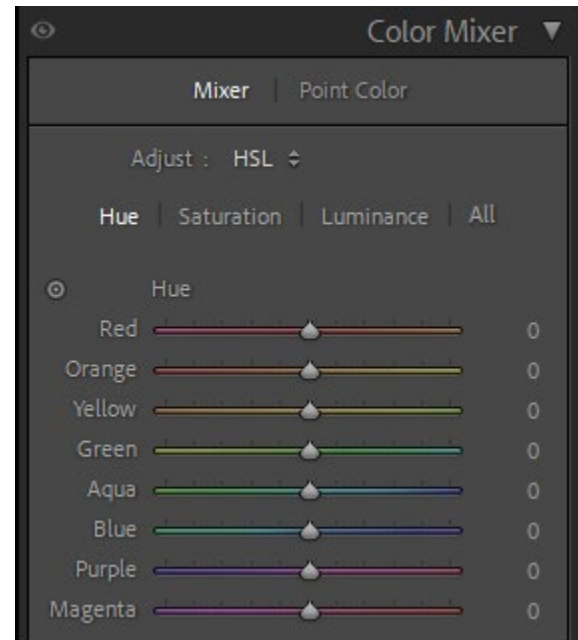 Color Mixer ▼
Mixer | Point Color
Adjust : HSL
Hue | Saturation | Luminance | All
Hue
Red 0
Orange 0
Yellow 0
Green 0
Aqua 0
Blue 0
Purple 0
Magenta 0